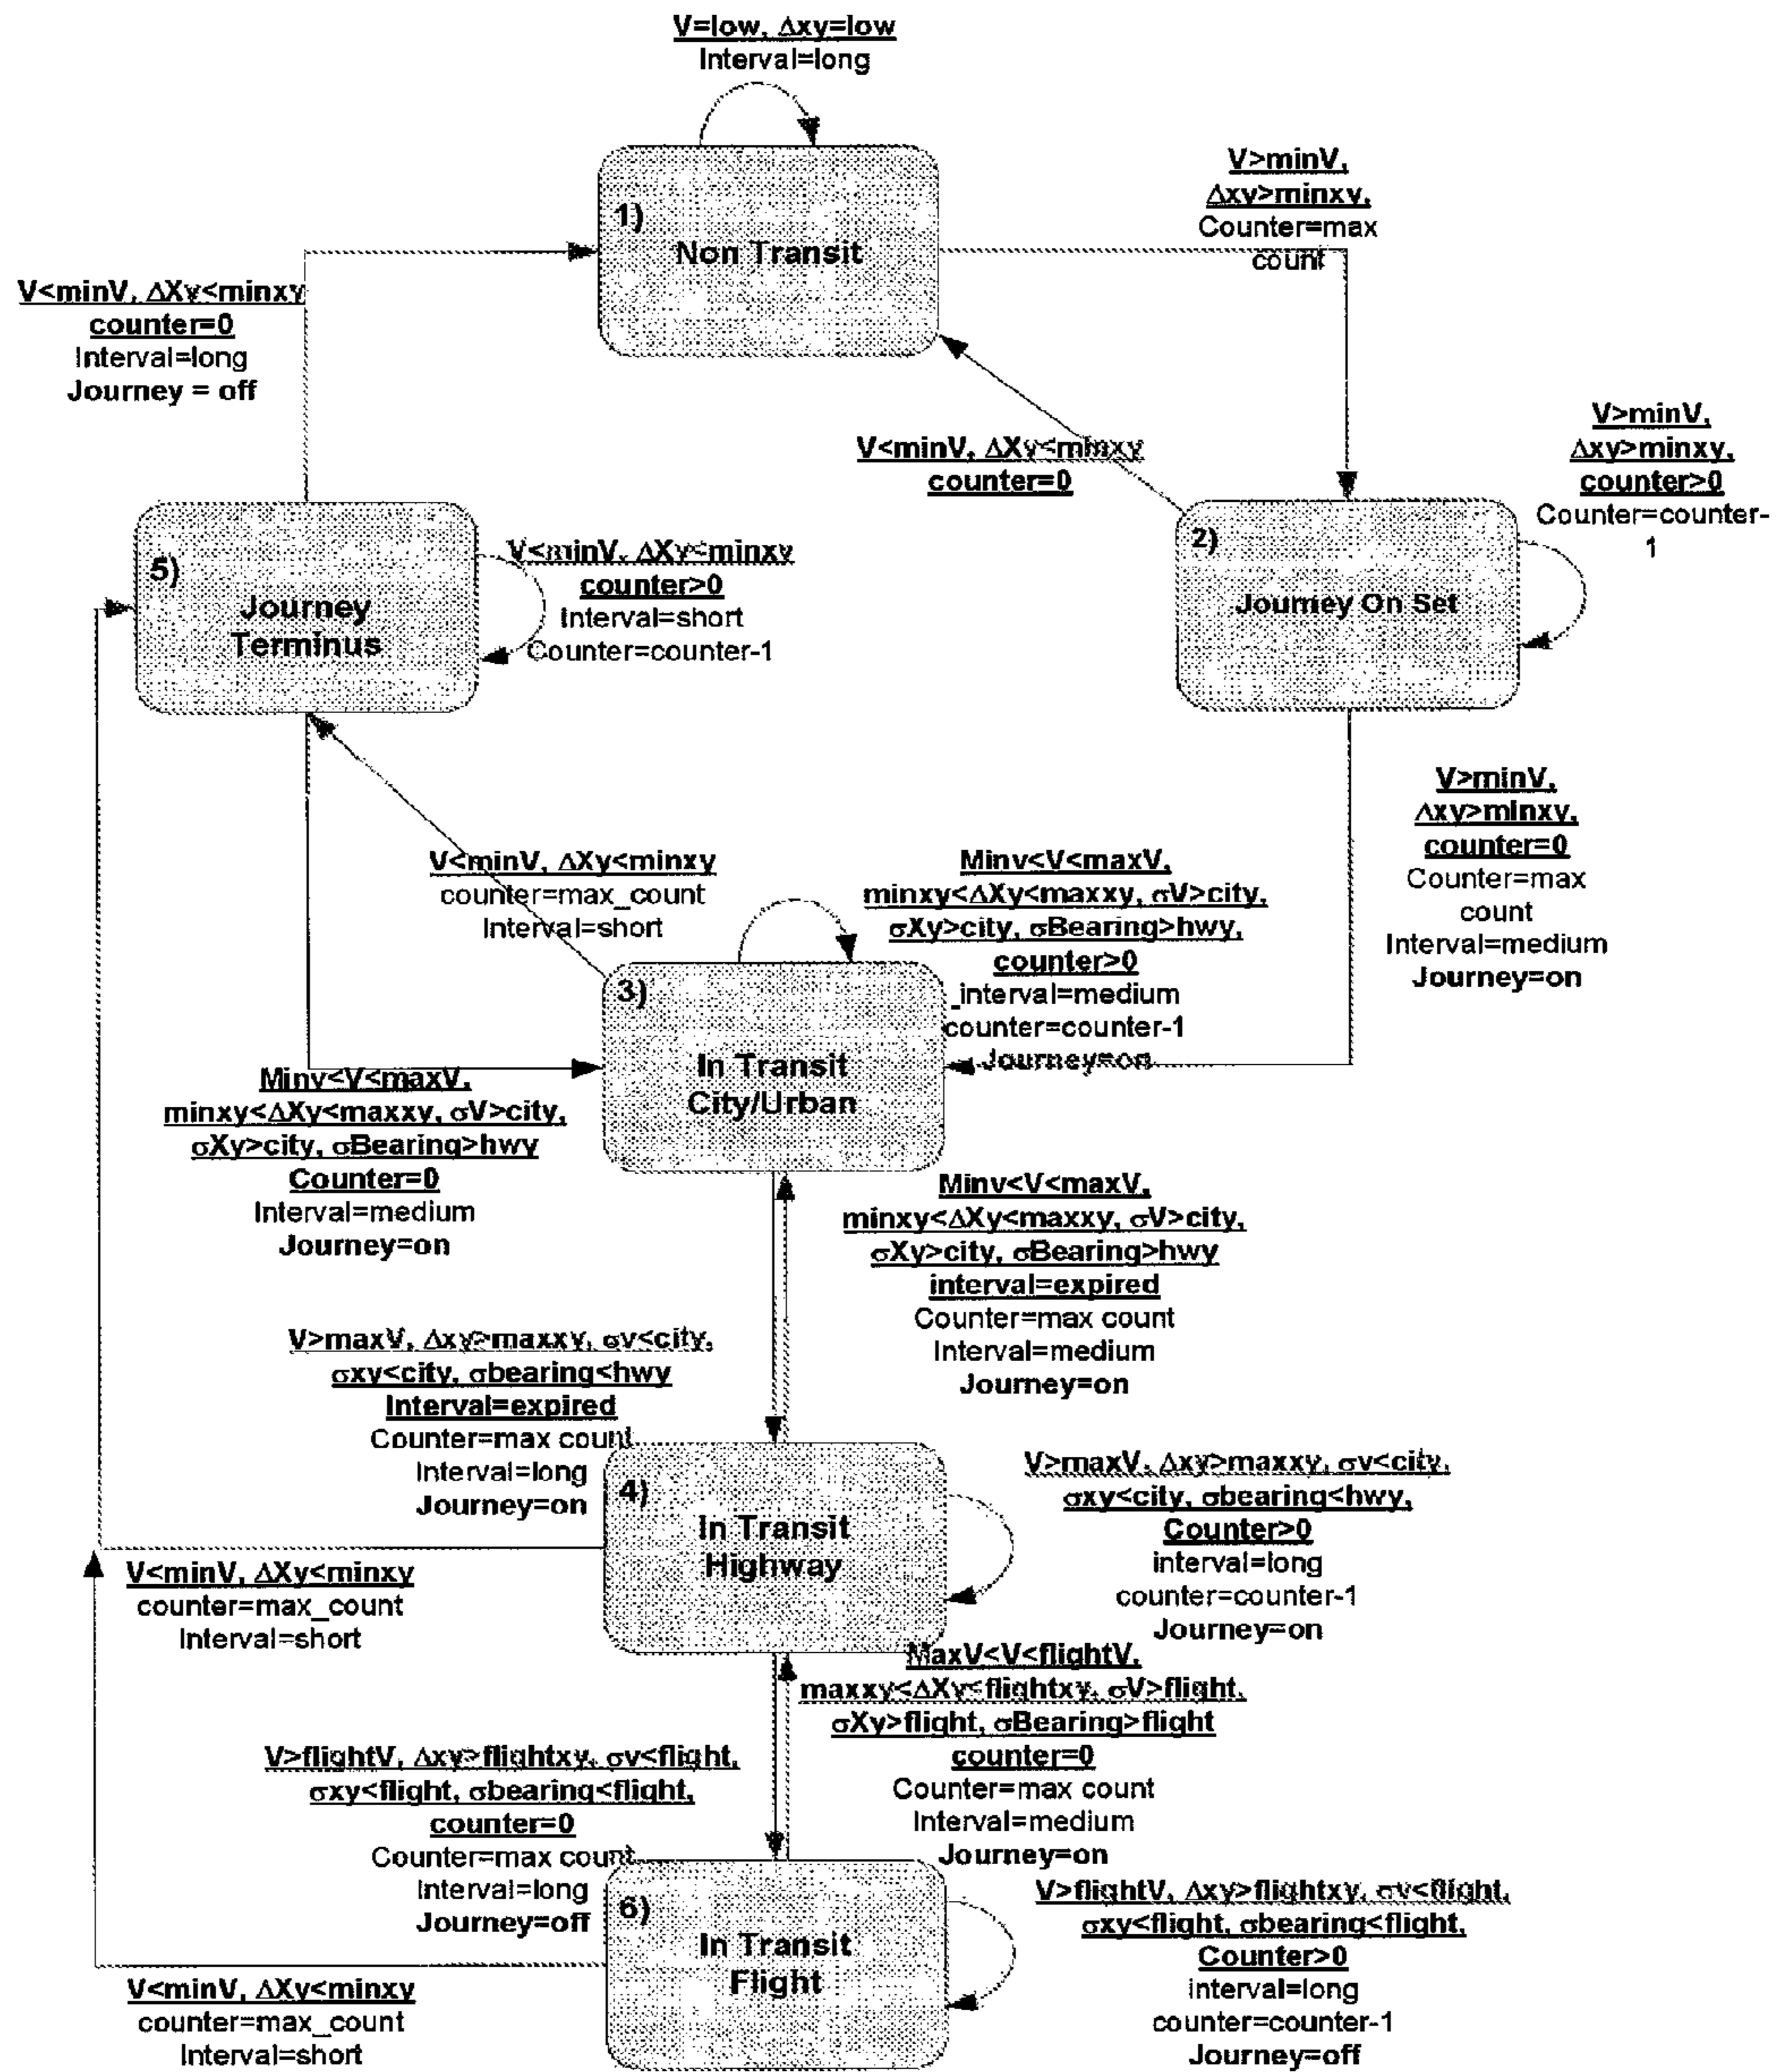 V=low, Δxy=low
Interval=long
1)
Non Transit
V>minV,
Δxy>minxy,
Counter=max
count
V<minV, ΔXy<minxy
counter=0
Interval=long
Journey = off
V<minV, ΔXy<minxy
counter=0
V>minV,
Δxy>minxy,
counter>0
Counter=counter-
1
5)
Journey
Terminus
V<minV, ΔXy<minxy
counter>0
Interval=short
Counter=counter-1
2)
Journey On Set
V>minV,
Δxy>minxy,
counter=0
Counter=max
count
Interval=medium
Journey=on
V<minV, ΔXy<minxy
counter=max_count
Interval=short
Minv<V<maxV,
minxy<ΔXy<maxxy, σV>city,
σXy>city, σBearing>hwy,
counter>0
_interval=medium
counter=counter-1
Journey=on
3)
In Transit
City/Urban
Minv<V<maxV,
minxy<ΔXy<maxxy, σV>city,
σXy>city, σBearing>hwy
Counter=0
Interval=medium
Journey=on
Minv<V<maxV,
minxy<ΔXy<maxxy, σV>city,
σXy>city, σBearing>hwy
interval=expired
Counter=max count
Interval=medium
Journey=on
V>maxV, Δxy>maxxy, σv<city,
σxy<city, σbearing<hwy
Interval=expired
Counter=max count
Interval=long
Journey=on
4)
In Transit
Highway
V>maxV, Δxy>maxxy, σv<city,
σxy<city, σbearing<hwy,
Counter>0
interval=long
counter=counter-1
Journey=on
V<minV, ΔXy<minxy
counter=max_count
Interval=short
MaxV<V<flightV,
maxxy<ΔXy<flightxy, σV>flight,
σXy>flight, σBearing>flight
counter=0
Counter=max count
Interval=medium
Journey=on
V>flightV, Δxy>flightxy, σv<flight,
σxy<flight, σbearing<flight,
counter=0
Counter=max count
Interval=long
Journey=off
6)
In Transit
Flight
V>flightV, Δxy>flightxy, σv<flight,
σxy<flight, σbearing<flight,
Counter>0
interval=long
counter=counter-1
Journey=off
V<minV, ΔXy<minxy
counter=max_count
Interval=short